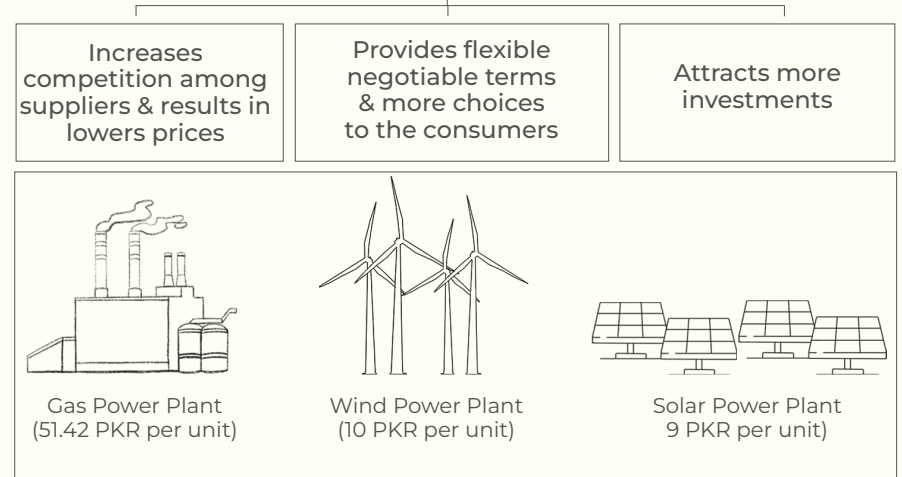 Increases
competition among
suppliers & results in
lowers prices
Provides flexible
negotiable terms
& more choices
to the consumers
Attracts more
investments
Gas Power Plant
(51.42 PKR per unit)
Wind Power Plant
(10 PKR per unit)
Solar Power Plant
9 PKR per unit)